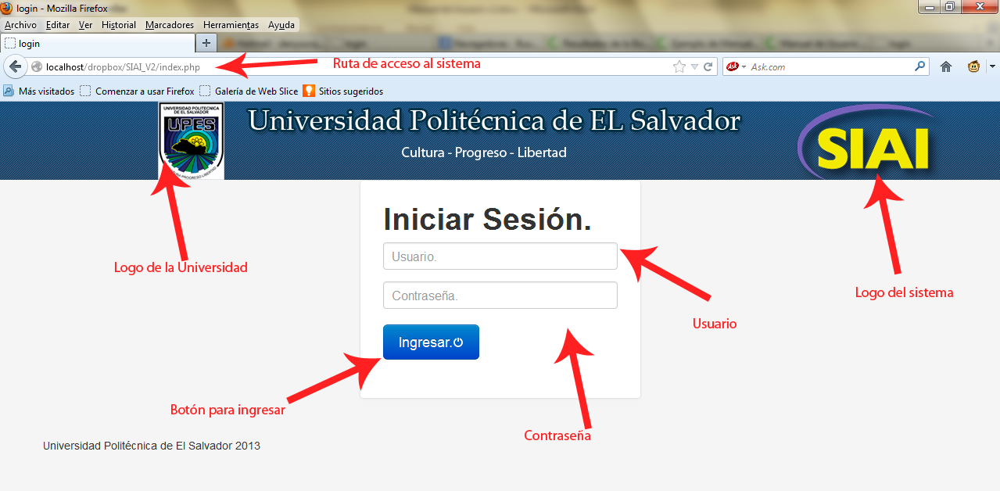 login - Mozilla Firefox
Archivo Editar Ver Historial Marcadores Herramientas Ayuda
login
localhost/dropbox/SIAI_V2/index.php
Ruta de acceso al sistema
Ask.com
Más visitados Comenzar a usar Firefox Galería de Web Slice Sitios sugeridos
UNIVERSIDAD POLITECNICA
DE EL SALVADOR
UPES
Universidad Politécnica de EL Salvador
Cultura - Progreso - Libertad
SIAI
Iniciar Sesión.
Usuario.
Contraseña.
Ingresar.
Logo de la Universidad
Logo del sistema
Usuario
Botón para ingresar
Contraseña
Universidad Politécnica de El Salvador 2013